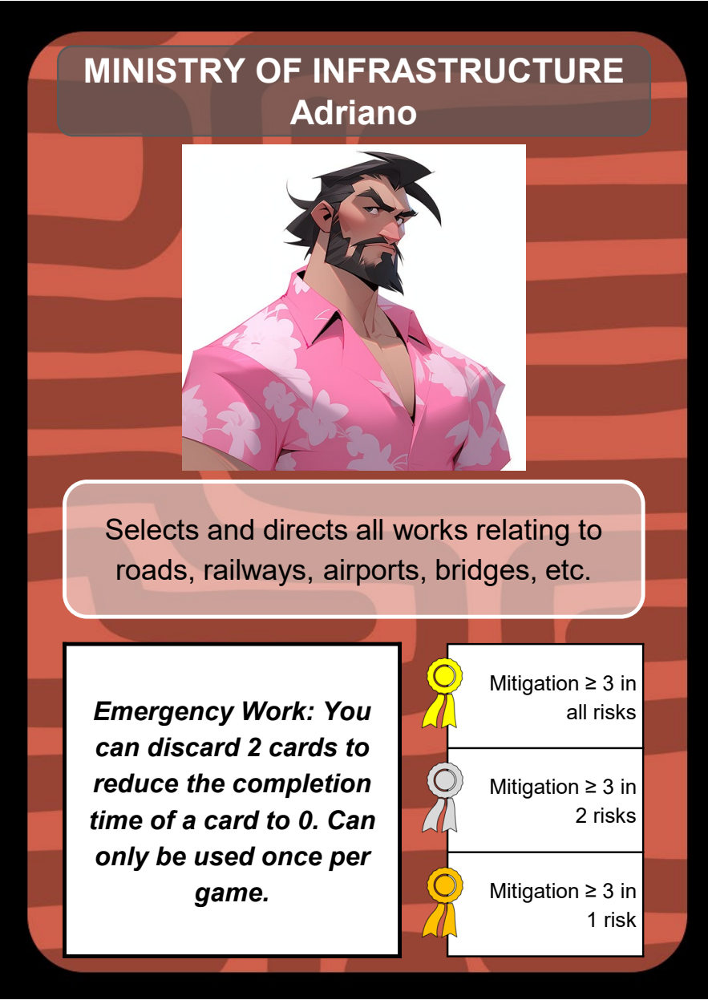 MINISTRY OF INFRASTRUCTURE
Adriano
Selects and directs all works relating to
roads, railways, airports, bridges, etc.
Emergency Work: You
can discard 2 cards to
reduce the completion
time of a card to 0. Can
only be used once per
game.
Mitigation ≥ 3 in
all risks
Mitigation ≥ 3 in
2 risks
Mitigation ≥ 3 in
1 risk